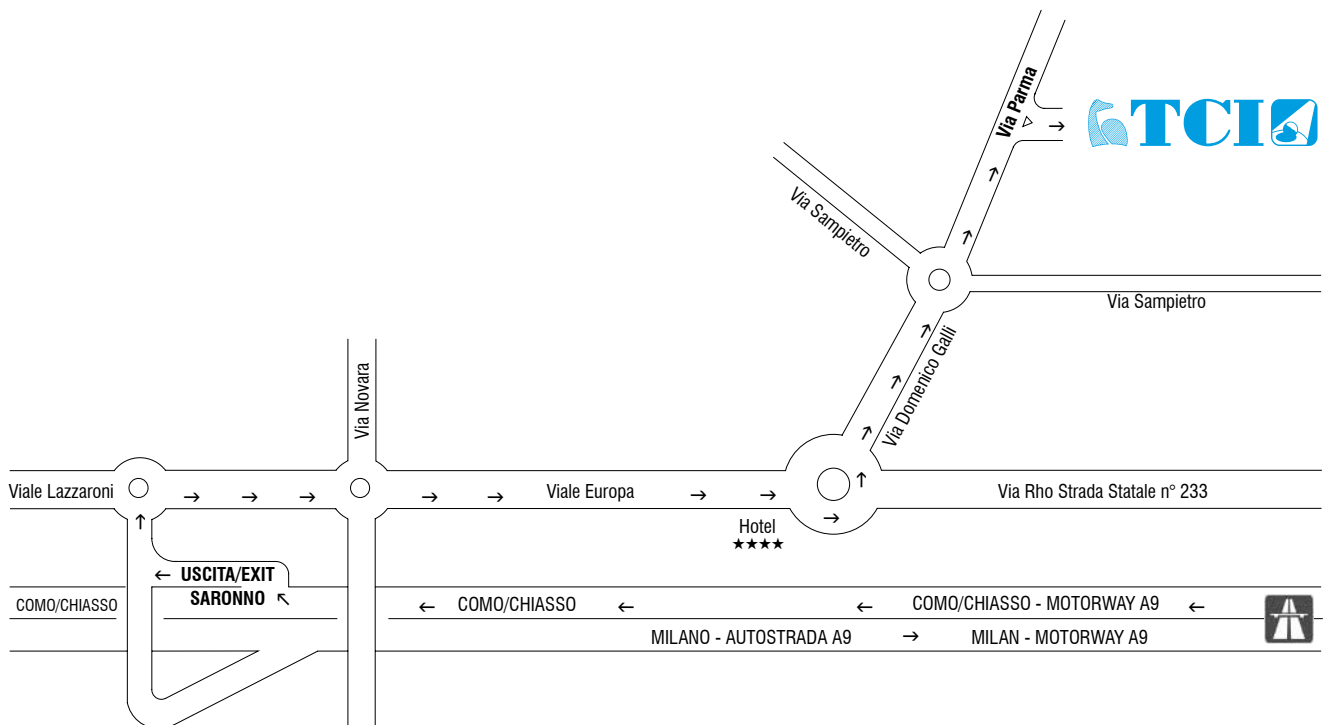 Via Parma
TCI
Via Sampietro
Via Sampietro
Via Domenico Galli
Via Novara
Viale Lazzaroni
Viale Europa
Via Rho Strada Statale n° 233
Hotel
★★★★
USCITA/EXIT
SARONNO
COMO/CHIASSO
COMO/CHIASSO
COMO/CHIASSO - MOTORWAY A9
MILANO - AUTOSTRADA A9
MILAN - MOTORWAY A9